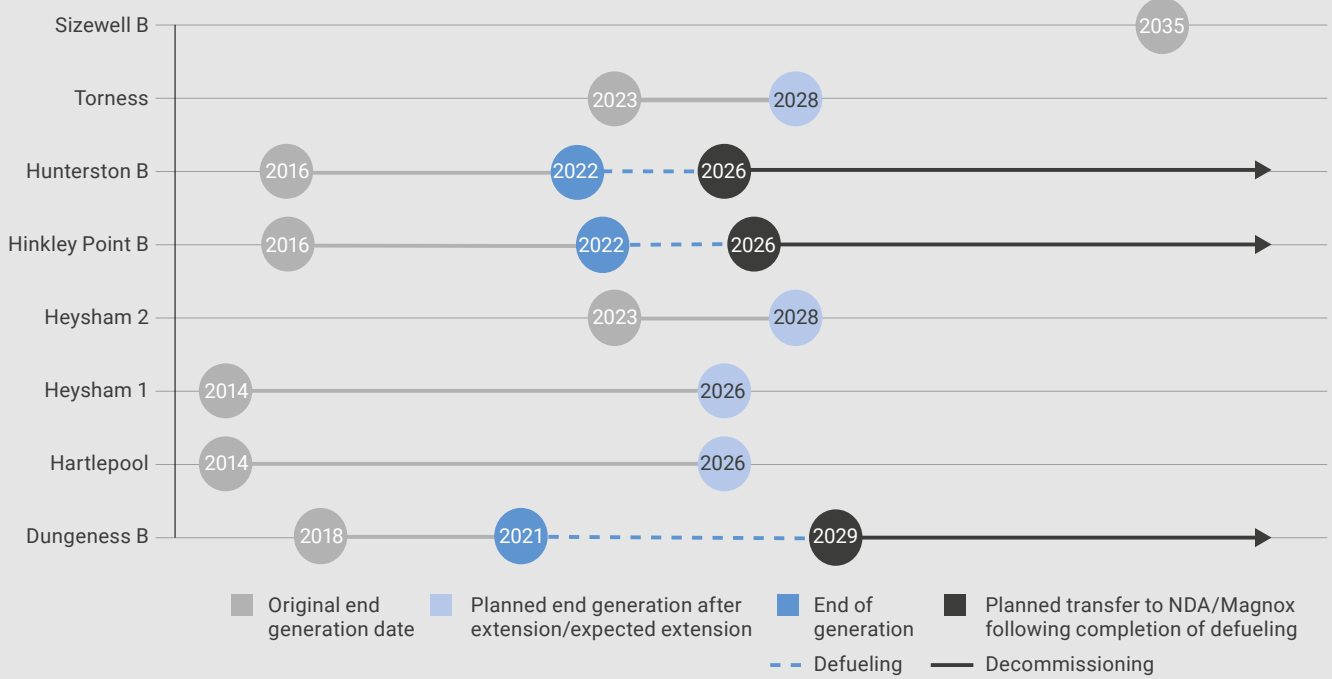 Sizewell B
2035
Torness
2023
2028
Hunterston B
2016
2022
2026
Hinkley Point B
2016
2022
2026
Heysham 2
2023
2028
Heysham 1
2014
2026
Hartlepool
2014
2026
Dungeness B
2018
2021
2029
Original end
generation date
Planned end generation after
extension/expected extension
End of
generation
Planned transfer to NDA/Magnox
following completion of defueling
Defueling
Decommissioning